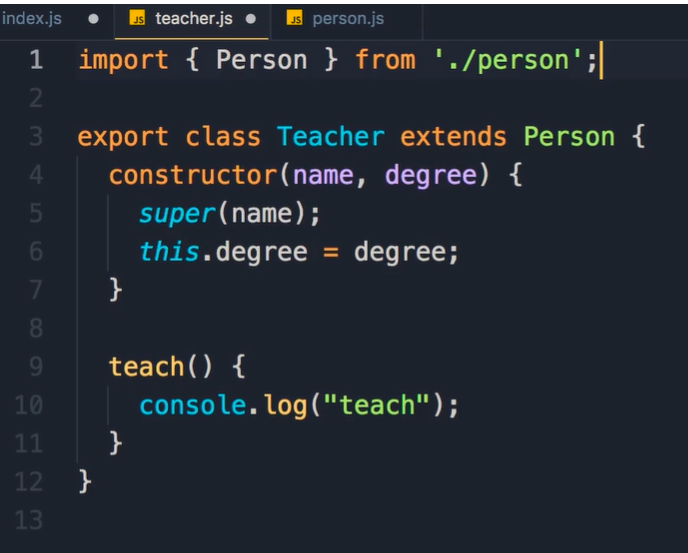 index.js
JS teacher.js
JS person.js
1 import { Person } from './person';
2
3 export class Teacher extends Person {
4 constructor(name, degree) {
5 super(name);
6 this.degree = degree;
7 }
8
9 teach() {
10 console.log("teach");
11 }
12 }
13